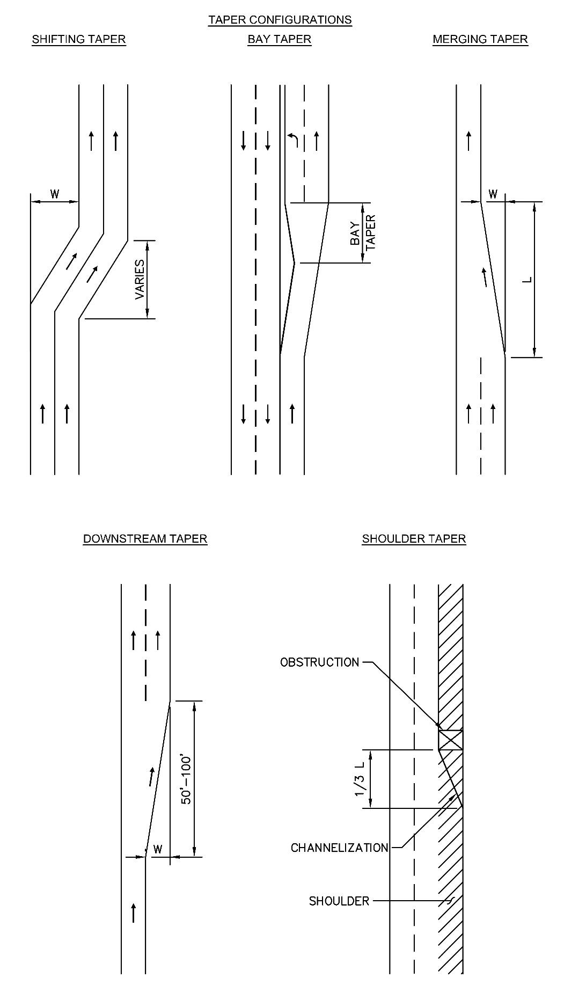 TAPER CONFIGURATIONS
SHIFTING TAPER
BAY TAPER
MERGING TAPER
W
VARIES
BAY
TAPER
W
L
DOWNSTREAM TAPER
SHOULDER TAPER
50'-100'
W
OBSTRUCTION
1/3 L
CHANNELIZATION
SHOULDER